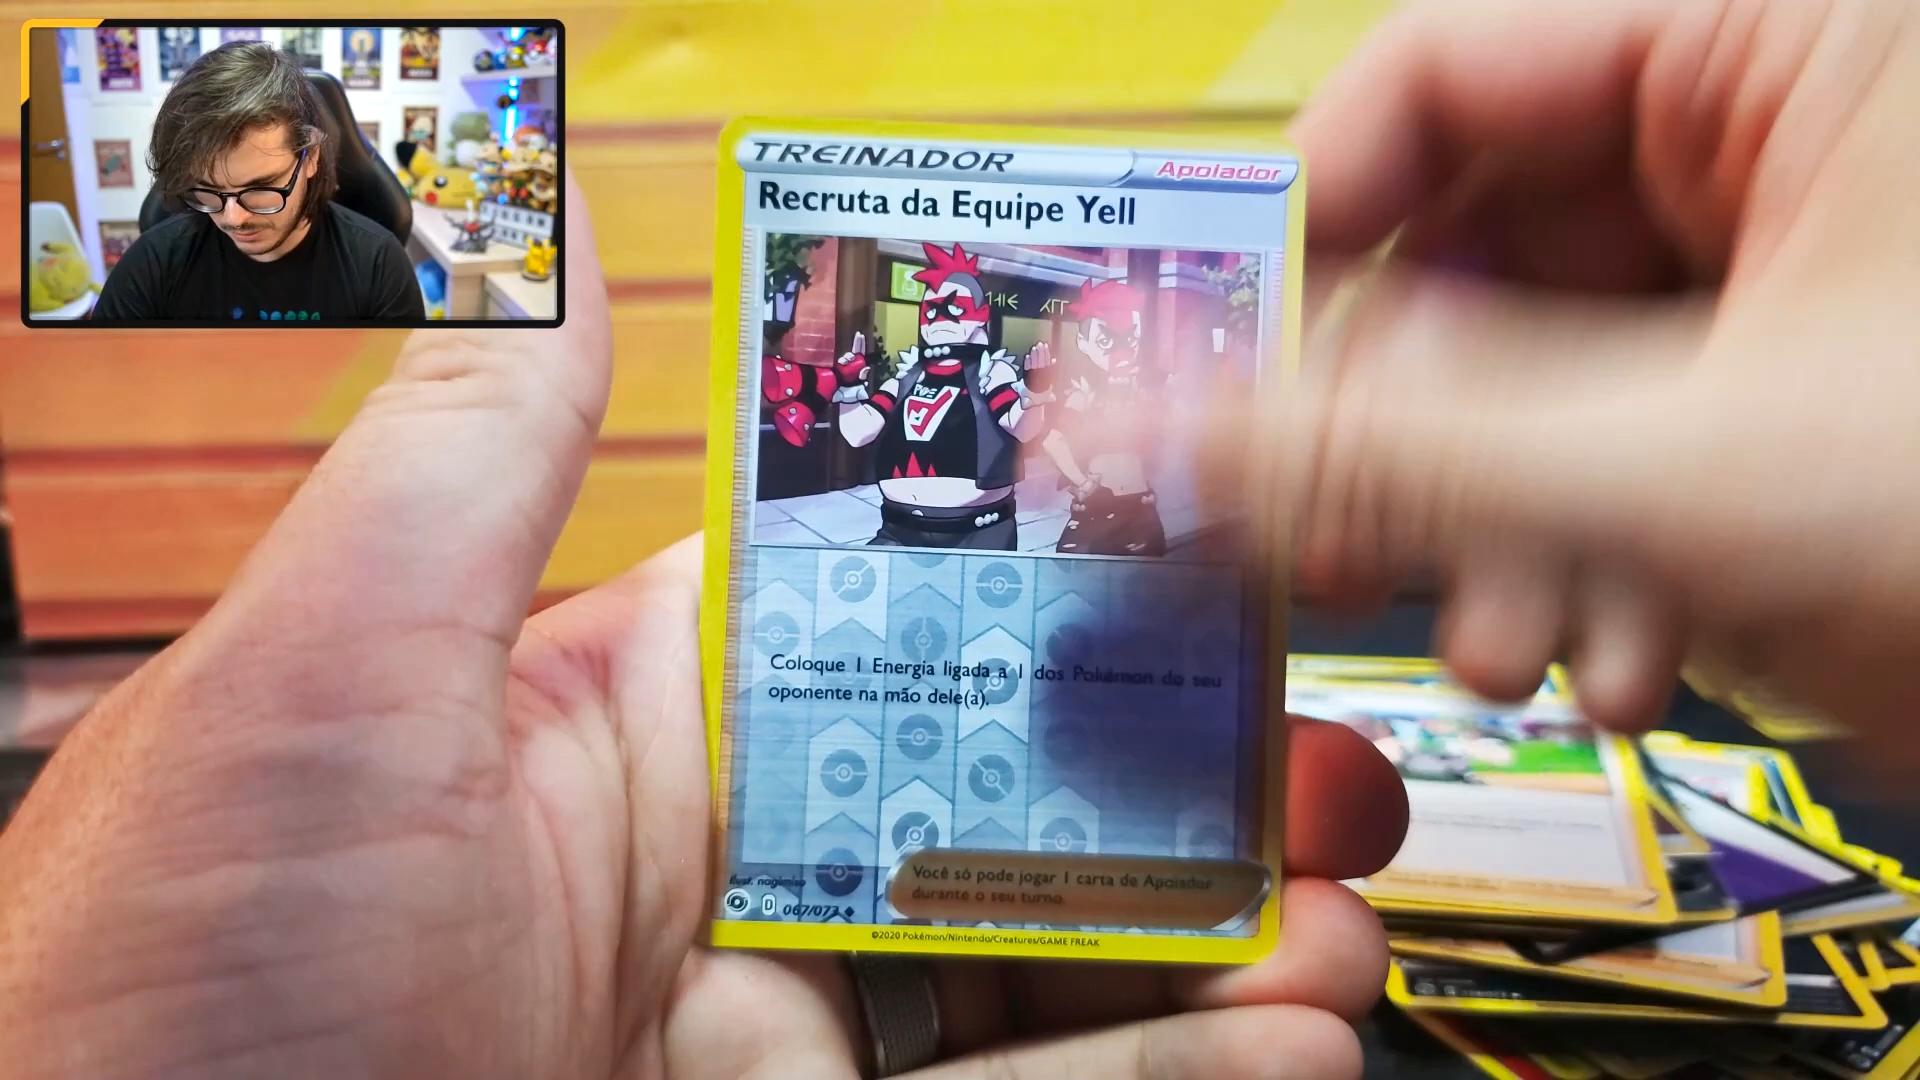 TREINADOR
Apoiador
Recruta da Equipe Yell
Coloque 1 Energia ligada a 1 dos Pokémon do seu
oponente na mão dele(a).
Você só pode jogar 1 carta de Apoiador
durante o seu turno.
Ilust. nagimiso
D 067/073
©2020 Pokémon/Nintendo/Creatures/GAME FREAK